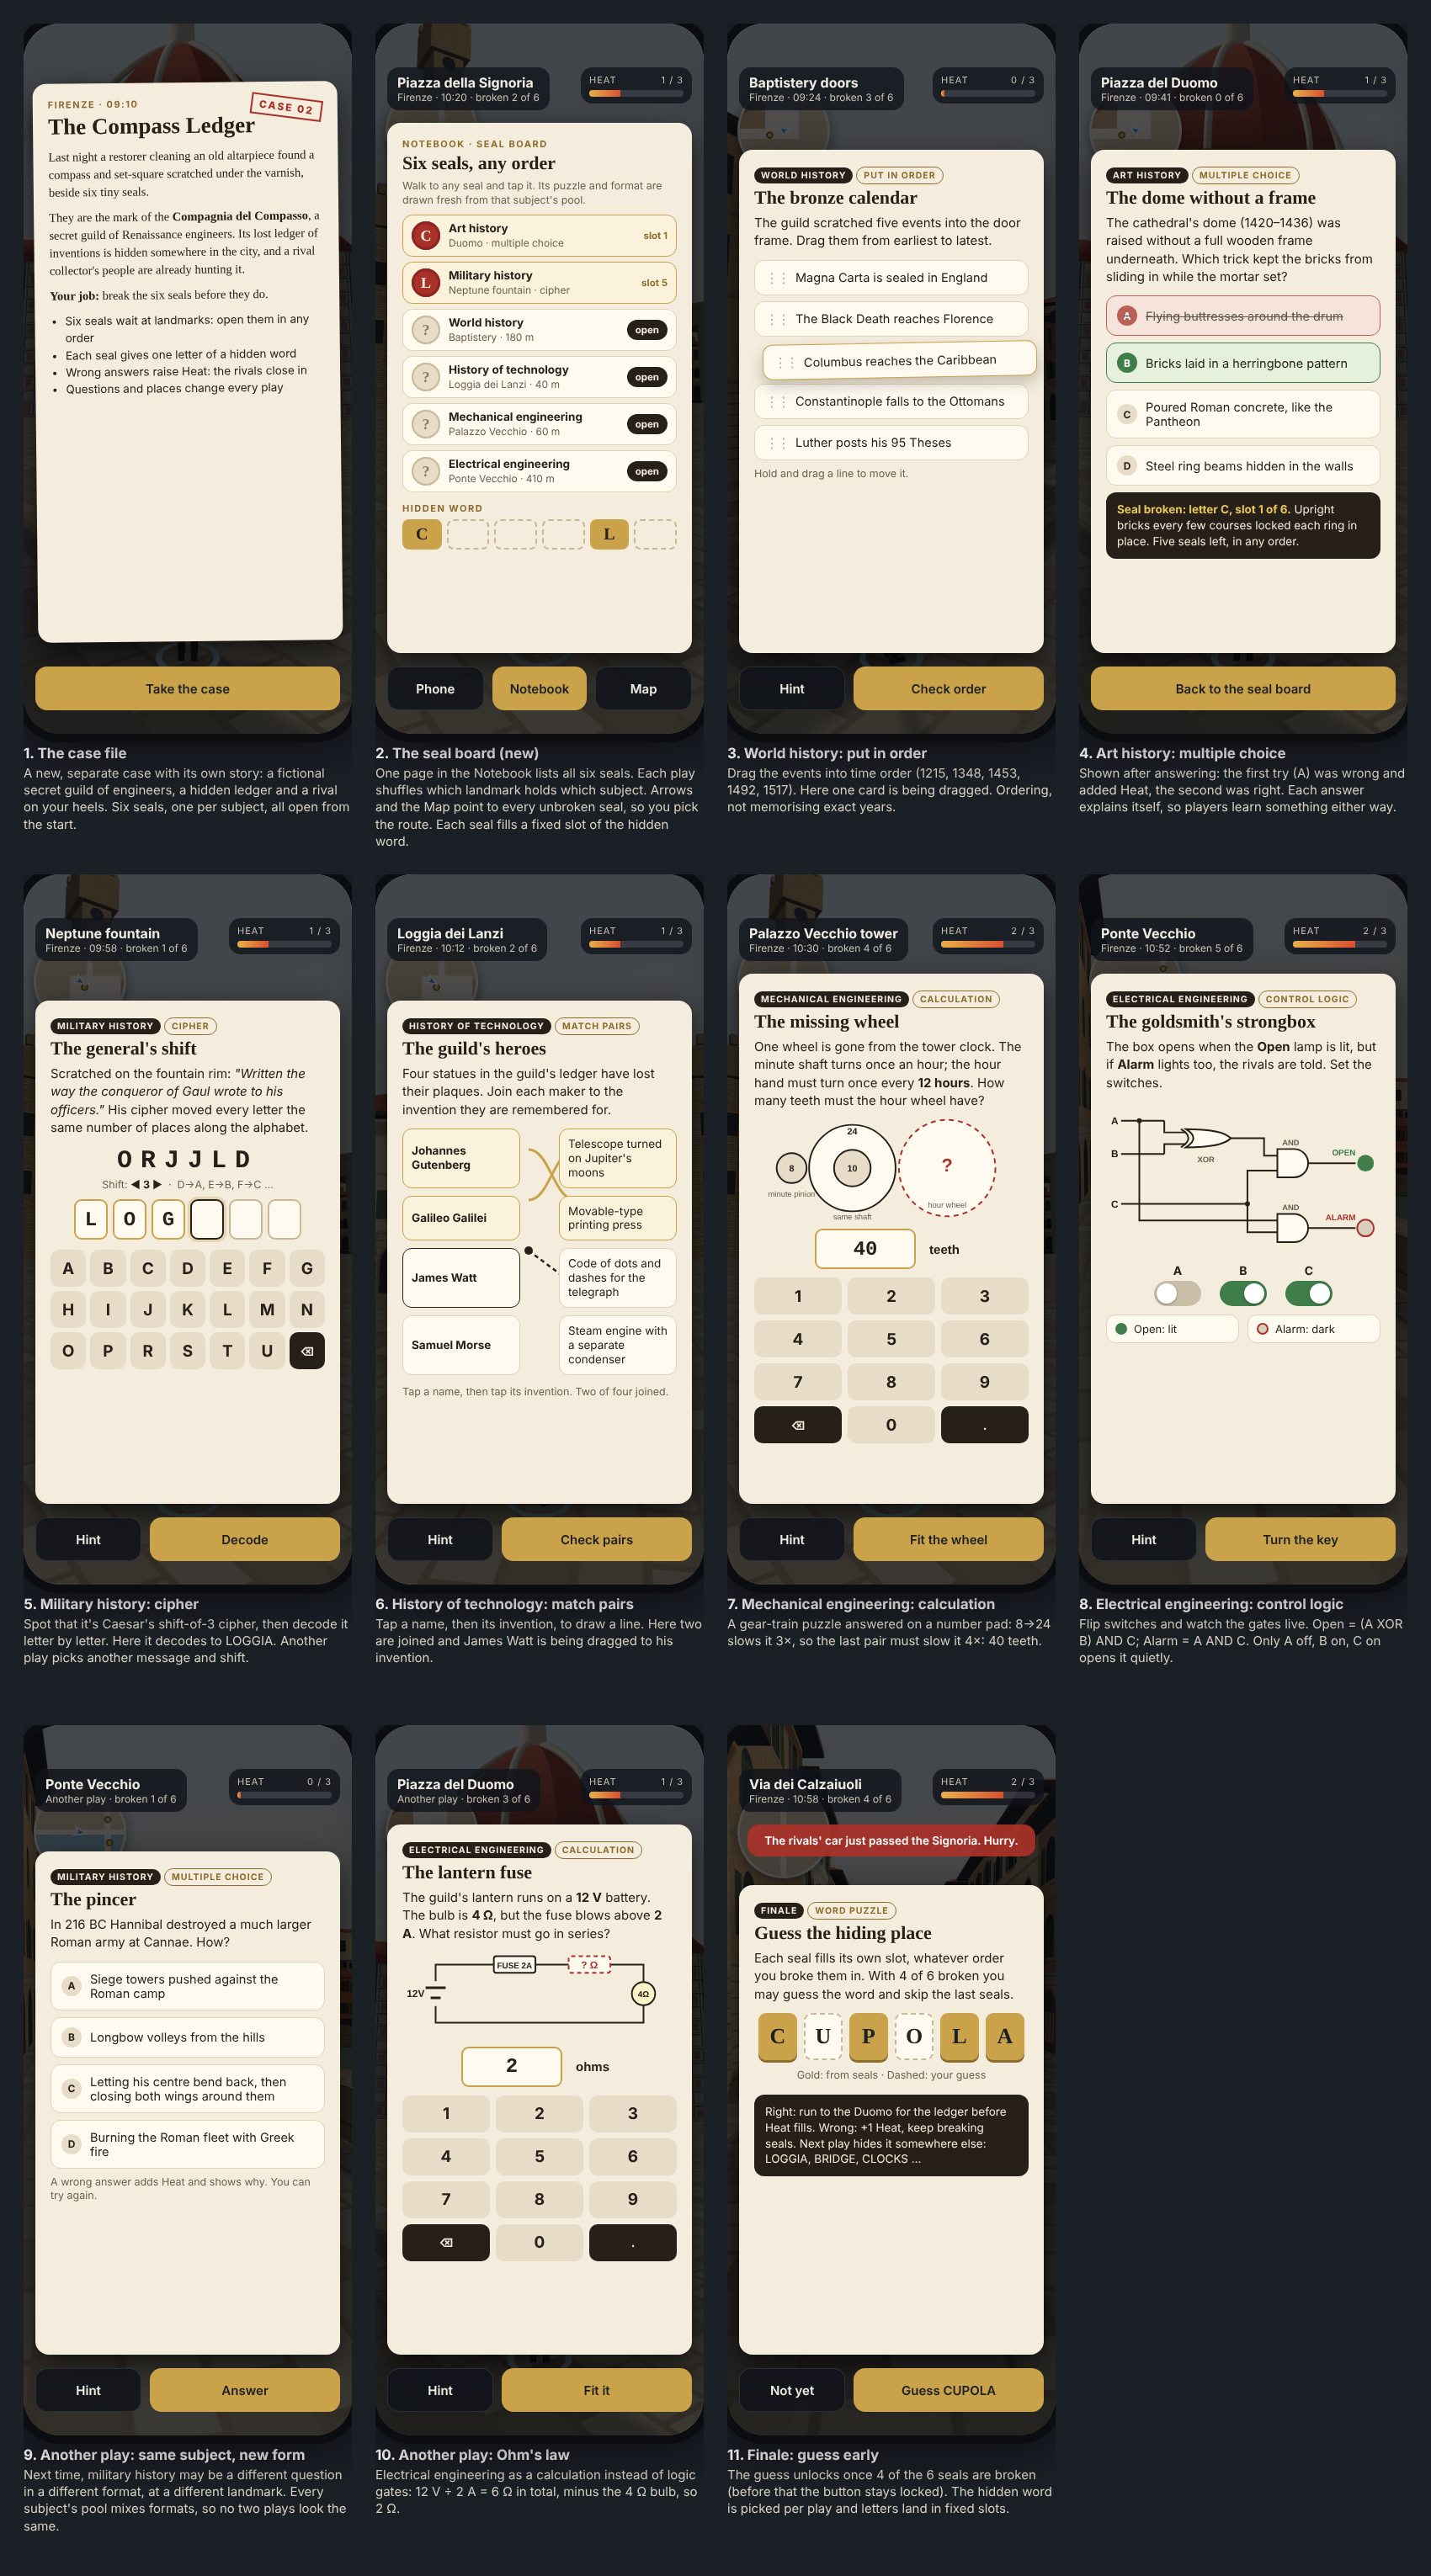 FIRENZE · 09:10
CASE 02
The Compass Ledger
Last night a restorer cleaning an old altarpiece found a
compass and set-square scratched under the varnish,
beside six tiny seals.
They are the mark of the Compagnia del Compasso, a
secret guild of Renaissance engineers. Its lost ledger of
inventions is hidden somewhere in the city, and a rival
collector's people are already hunting it.
Your job: break the six seals before they do.
• Six seals wait at landmarks: open them in any
order
• Each seal gives one letter of a hidden word
• Wrong answers raise Heat: the rivals close in
• Questions and places change every play
Take the case
1. The case file
A new, separate case with its own story: a fictional
secret guild of engineers, a hidden ledger and a rival
on your heels. Six seals, one per subject, all open from
the start.
Piazza della Signoria
Firenze · 10:20 · broken 2 of 6
HEAT 1 / 3
NOTEBOOK · SEAL BOARD
Six seals, any order
Walk to any seal and tap it. Its puzzle and format are
drawn fresh from that subject's pool.
C
Art history
Duomo · multiple choice
slot 1
L
Military history
Neptune fountain · cipher
slot 5
?
World history
Baptistery · 180 m
open
?
History of technology
Loggia dei Lanzi · 40 m
open
?
Mechanical engineering
Palazzo Vecchio · 60 m
open
?
Electrical engineering
Ponte Vecchio · 410 m
open
HIDDEN WORD
C L
Phone Notebook Map
2. The seal board (new)
One page in the Notebook lists all six seals. Each play
shuffles which landmark holds which subject. Arrows
and the Map point to every unbroken seal, so you pick
the route. Each seal fills a fixed slot of the hidden
word.
Baptistery doors
Firenze · 09:24 · broken 3 of 6
HEAT 0 / 3
WORLD HISTORY PUT IN ORDER
The bronze calendar
The guild scratched five events into the door
frame. Drag them from earliest to latest.
Magna Carta is sealed in England
The Black Death reaches Florence
Columbus reaches the Caribbean
Constantinople falls to the Ottomans
Luther posts his 95 Theses
Hold and drag a line to move it.
Hint Check order
3. World history: put in order
Drag the events into time order (1215, 1348, 1453,
1492, 1517). Here one card is being dragged. Ordering,
not memorising exact years.
Piazza del Duomo
Firenze · 09:41 · broken 0 of 6
HEAT 1 / 3
ART HISTORY MULTIPLE CHOICE
The dome without a frame
The cathedral's dome (1420–1436) was
raised without a full wooden frame
underneath. Which trick kept the bricks from
sliding in while the mortar set?
A Flying buttresses around the drum
B Bricks laid in a herringbone pattern
C Poured Roman concrete, like the
Pantheon
D Steel ring beams hidden in the walls
Seal broken: letter C, slot 1 of 6. Upright
bricks every few courses locked each ring in
place. Five seals left, in any order.
Back to the seal board
4. Art history: multiple choice
Shown after answering: the first try (A) was wrong and
added Heat, the second was right. Each answer
explains itself, so players learn something either way.
Neptune fountain
Firenze · 09:58 · broken 1 of 6
HEAT 1 / 3
MILITARY HISTORY CIPHER
The general's shift
Scratched on the fountain rim: "Written the
way the conqueror of Gaul wrote to his
officers." His cipher moved every letter the
same number of places along the alphabet.
ORJJLD
Shift: ◀ 3 ▶ · D→A, E→B, F→C ...
L O G
A B C D E F G
H I J K L M N
O P R S T U ⌫
Hint Decode
5. Military history: cipher
Spot that it's Caesar's shift-of-3 cipher, then decode it
letter by letter. Here it decodes to LOGGIA. Another
play picks another message and shift.
Loggia dei Lanzi
Firenze · 10:12 · broken 2 of 6
HEAT 1 / 3
HISTORY OF TECHNOLOGY MATCH PAIRS
The guild's heroes
Four statues in the guild's ledger have lost
their plaques. Join each maker to the
invention they are remembered for.
Johannes
Gutenberg
Telescope turned
on Jupiter's
moons
Galileo Galilei
Movable-type
printing press
James Watt
Code of dots and
dashes for the
telegraph
Samuel Morse
Steam engine with
a separate
condenser
Tap a name, then tap its invention. Two of four joined.
Hint Check pairs
6. History of technology: match pairs
Tap a name, then its invention, to draw a line. Here two
are joined and James Watt is being dragged to his
invention.
Palazzo Vecchio tower
Firenze · 10:30 · broken 4 of 6
HEAT 2 / 3
MECHANICAL ENGINEERING CALCULATION
The missing wheel
One wheel is gone from the tower clock. The
minute shaft turns once an hour; the hour
hand must turn once every 12 hours. How
many teeth must the hour wheel have?
24
8 10 ?
minute pinion
hour wheel
same shaft
40 teeth
1 2 3
4 5 6
7 8 9
⌫ 0 .
Hint Fit the wheel
7. Mechanical engineering: calculation
A gear-train puzzle answered on a number pad: 8→24
slows it 3×, so the last pair must slow it 4×: 40 teeth.
Ponte Vecchio
Firenze · 10:52 · broken 5 of 6
HEAT 2 / 3
ELECTRICAL ENGINEERING CONTROL LOGIC
The goldsmith's strongbox
The box opens when the Open lamp is lit, but
if Alarm lights too, the rivals are told. Set the
switches.
A
B
C
XOR
AND
OPEN
AND
ALARM
A B C
Open: lit
Alarm: dark
Hint Turn the key
8. Electrical engineering: control logic
Flip switches and watch the gates live. Open = (A XOR
B) AND C; Alarm = A AND C. Only A off, B on, C on
opens it quietly.
Ponte Vecchio
Another play · broken 1 of 6
HEAT 0 / 3
MILITARY HISTORY MULTIPLE CHOICE
The pincer
In 216 BC Hannibal destroyed a much larger
Roman army at Cannae. How?
A Siege towers pushed against the
Roman camp
B Longbow volleys from the hills
C Letting his centre bend back, then
closing both wings around them
D Burning the Roman fleet with Greek
fire
A wrong answer adds Heat and shows why. You can
try again.
Hint Answer
9. Another play: same subject, new form
Next time, military history may be a different question
in a different format, at a different landmark. Every
subject's pool mixes formats, so no two plays look the
same.
Piazza del Duomo
Another play · broken 3 of 6
HEAT 1 / 3
ELECTRICAL ENGINEERING CALCULATION
The lantern fuse
The guild's lantern runs on a 12 V battery.
The bulb is 4 Ω, but the fuse blows above 2
A. What resistor must go in series?
FUSE 2A ? Ω
12V 4Ω
2 ohms
1 2 3
4 5 6
7 8 9
⌫ 0 .
Hint Fit it
10. Another play: Ohm's law
Electrical engineering as a calculation instead of logic
gates: 12 V ÷ 2 A = 6 Ω in total, minus the 4 Ω bulb, so
2 Ω.
Via dei Calzaiuoli
Firenze · 10:58 · broken 4 of 6
HEAT 2 / 3
The rivals' car just passed the Signoria. Hurry.
FINALE WORD PUZZLE
Guess the hiding place
Each seal fills its own slot, whatever order
you broke them in. With 4 of 6 broken you
may guess the word and skip the last seals.
C U P O L A
Gold: from seals · Dashed: your guess
Right: run to the Duomo for the ledger before
Heat fills. Wrong: +1 Heat, keep breaking
seals. Next play hides it somewhere else:
LOGGIA, BRIDGE, CLOCKS ...
Not yet Guess CUPOLA
11. Finale: guess early
The guess unlocks once 4 of the 6 seals are broken
(before that the button stays locked). The hidden word
is picked per play and letters land in fixed slots.